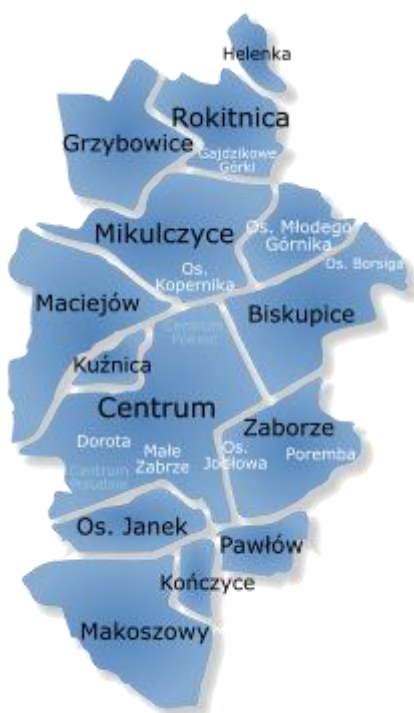 Helenka
Rokitnica
Grzybowice
Gajdzikowe
Górki
Mikulczyce
Os. Młodego
Górnika
Os.
Kopernika
Os. Borsiga
Maciejów
Biskupice
Centrum
Północ
Kuźnica
Centrum
Zaborze
Dorota
Małe
Zabrze
Os.
Jodłowa
Poremba
Centrum
Południe
Os. Janek
Pawłów
Kończyce
Makoszowy